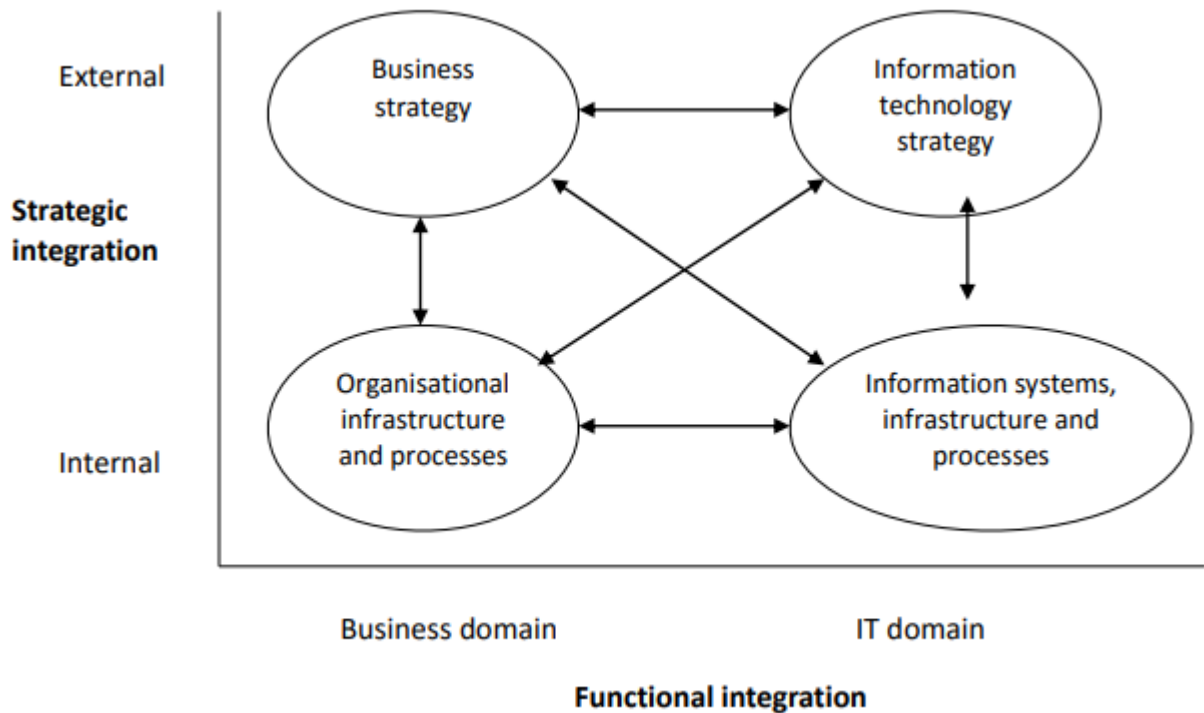 External
Business
strategy
Information
technology
strategy
Strategic
integration
Organisational
infrastructure
and processes
Information systems,
infrastructure and
processes
Internal
Business domain
IT domain
Functional integration